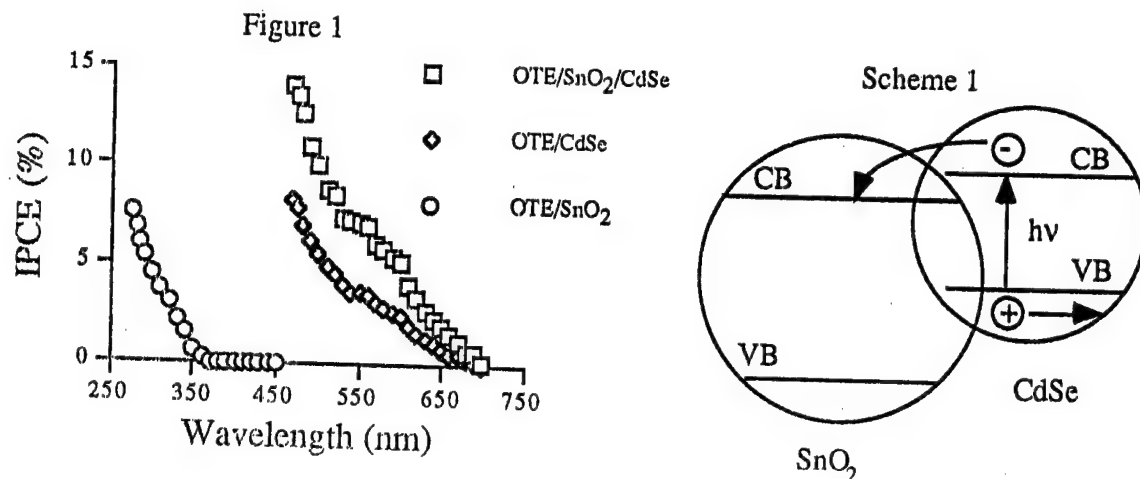 Figure 1
15
10
5
0
IPCE (%)
250 350 450 550 650 750
Wavelength (nm)
OTE/SnO₂/CdSe
OTE/CdSe
OTE/SnO₂
Scheme 1
CB
-
CB
hν
VB
+
VB
CdSe
SnO₂